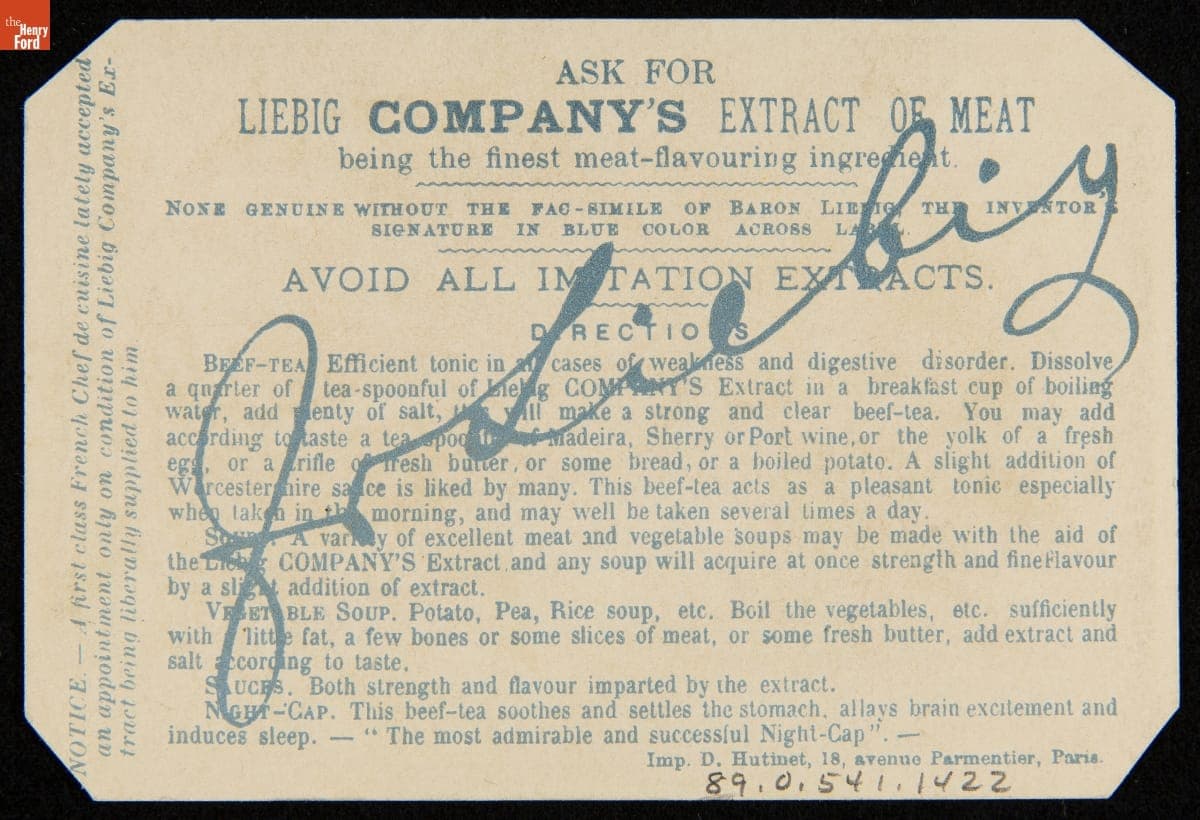 the
Henry
Ford
ASK FOR
LIEBIG COMPANY'S EXTRACT OF MEAT
being the finest meat-flavouring ingredient.
NONE GENUINE WITHOUT THE FAC-SIMILE OF BARON LIEBIG, THE INVENTOR'S
SIGNATURE IN BLUE COLOR ACROSS LABEL.
AVOID ALL IMITATION EXTRACTS.
DIRECTIONS
BEEF-TEA. Efficient tonic in all cases of weakness and digestive disorder. Dissolve
a quarter of tea-spoonful of Liebig COMPANY'S Extract in a breakfast cup of boiling
water, add plenty of salt, this will make a strong and clear beef-tea. You may add
according to taste a tea spoonful of Madeira, Sherry or Port wine, or the yolk of a fresh
egg, or a trifle of fresh butter, or some bread, or a boiled potato. A slight addition of
Worcestershire sauce is liked by many. This beef-tea acts as a pleasant tonic especially
when taken in the morning, and may well be taken several times a day.
SOUPS. A variety of excellent meat and vegetable soups may be made with the aid of
the Liebig COMPANY'S Extract and any soup will acquire at once strength and fine flavour
by a slight addition of extract.
VEGETABLE SOUP. Potato, Pea, Rice soup, etc. Boil the vegetables, etc. sufficiently
with little fat, a few bones or some slices of meat, or some fresh butter, add extract and
salt according to taste.
SAUCES. Both strength and flavour imparted by the extract.
NIGHT-CAP. This beef-tea soothes and settles the stomach, allays brain excitement and
induces sleep. — "The most admirable and successful Night-Cap". —
Imp. D. Hutinet, 18, avenue Parmentier, Paris.
89.0.541.1422
NOTICE. — A first class French Chef de cuisine lately accepted
an appointment only on condition of Liebig Company's Ex-
tract being liberally supplied to him
J v Liebig